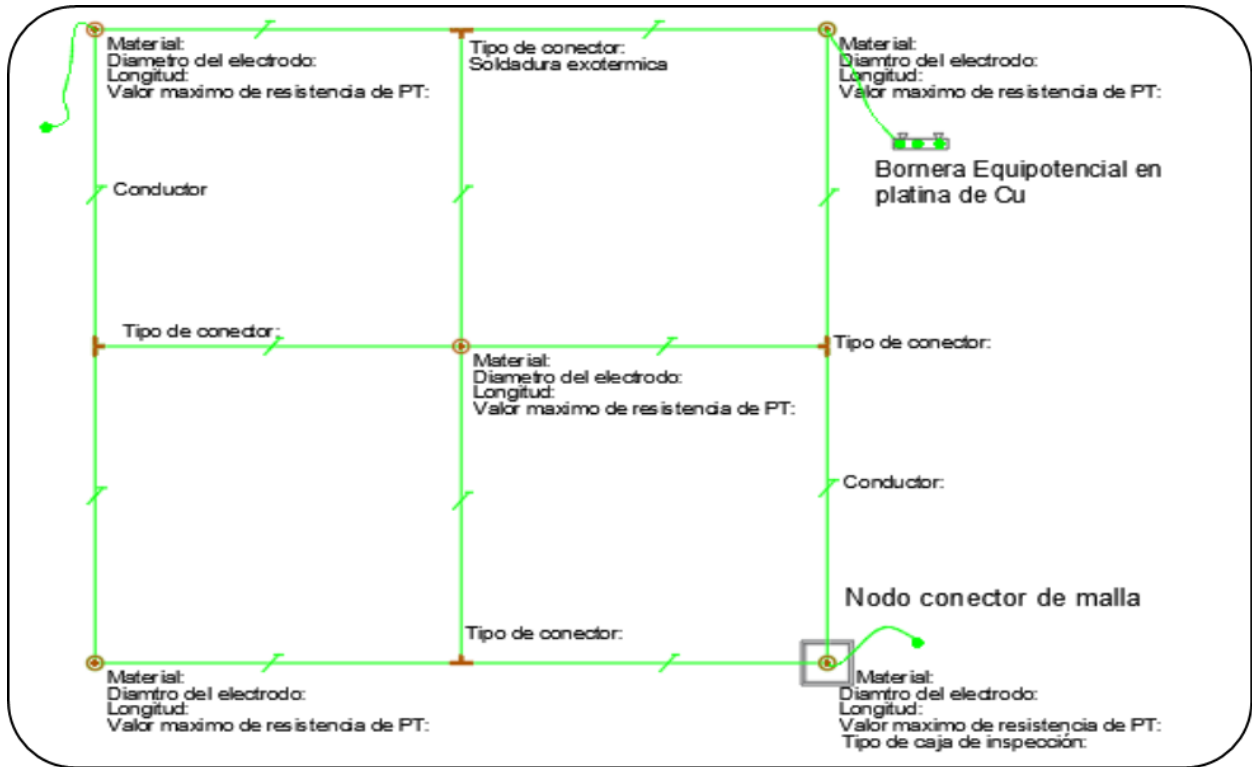 Material:
Diametro del electrodo:
Longitud:
Valor maximo de resistencia de PT:
Tipo de conector:
Soldadura exotermica
Material:
Diamtro del electrodo:
Longitud:
Valor maximo de resistencia de PT:
Bornera Equipotencial en
platina de Cu
Conductor
Tipo de conector:
Tipo de conector:
Material:
Diametro del electrodo:
Longitud:
Valor maximo de resistencia de PT:
Conductor:
Nodo conector de malla
Tipo de conector:
Material:
Diamtro del electrodo:
Longitud:
Valor maximo de resistencia de PT:
Material:
Diamtro del electrodo:
Longitud:
Valor maximo de resistencia de PT:
Tipo de caja de inspección: